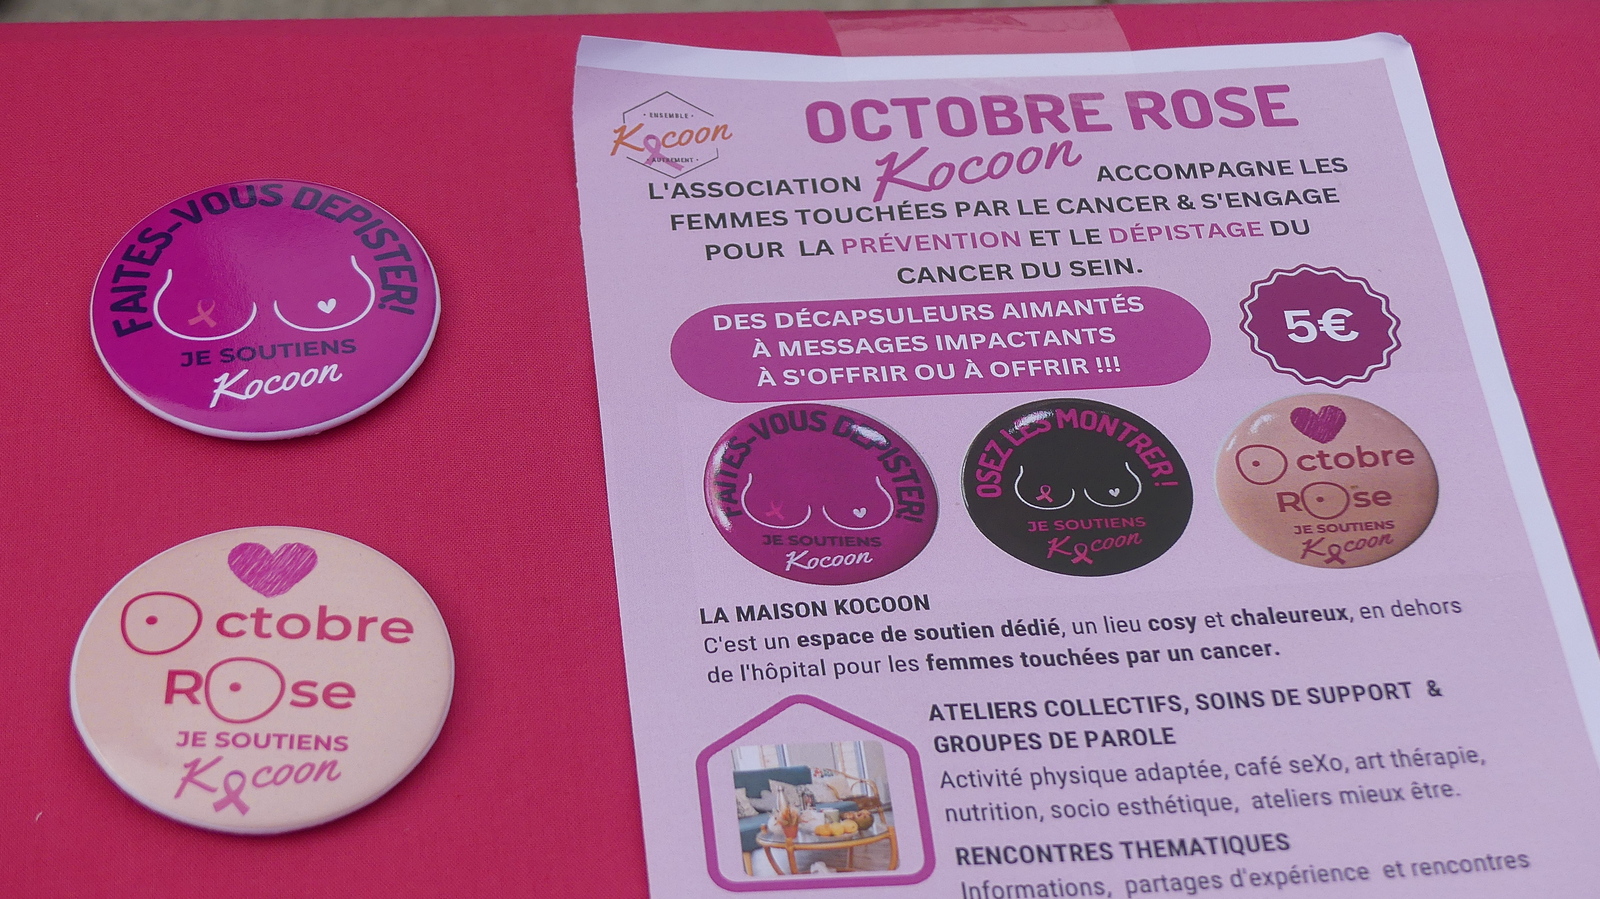 FAITES-VOUS DEPISTER!
JE SOUTIENS
Kocoon
Octobre
ROse
JE SOUTIENS
Kocoon
• ENSEMBLE •
Kocoon
• AUTREMENT •
OCTOBRE ROSE
L'ASSOCIATION Kocoon ACCOMPAGNE LES
FEMMES TOUCHÉES PAR LE CANCER & S'ENGAGE
POUR LA PRÉVENTION ET LE DÉPISTAGE DU
CANCER DU SEIN.
DES DÉCAPSULEURS AIMANTÉS
À MESSAGES IMPACTANTS
À S'OFFRIR OU À OFFRIR !!!
5€
FAITES-VOUS DEPISTER!
JE SOUTIENS
Kocoon
OSEZ LES MONTRER!
JE SOUTIENS
Kocoon
Octobre
ROse
JE SOUTIENS
Kocoon
LA MAISON KOCOON
C'est un espace de soutien dédié, un lieu cosy et chaleureux, en dehors
de l'hôpital pour les femmes touchées par un cancer.
ATELIERS COLLECTIFS, SOINS DE SUPPORT &
GROUPES DE PAROLE
Activité physique adaptée, café seXo, art thérapie,
nutrition, socio esthétique, ateliers mieux être.
RENCONTRES THEMATIQUES
Informations, partages d'expérience et rencontres